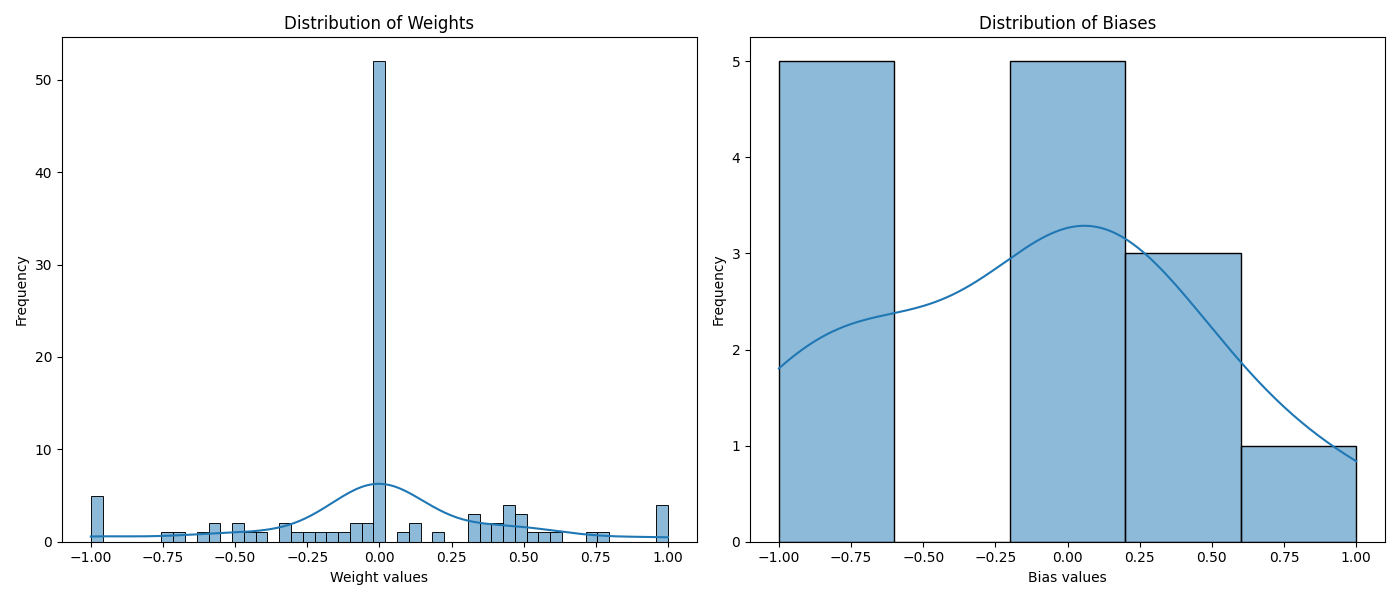 Distribution of Weights
Distribution of Biases
Frequency
50
40
30
20
10
0
−1.00 −0.75 −0.50 −0.25 0.00 0.25 0.50 0.75 1.00
Weight values
Frequency
5
4
3
2
1
0
−1.00 −0.75 −0.50 −0.25 0.00 0.25 0.50 0.75 1.00
Bias values